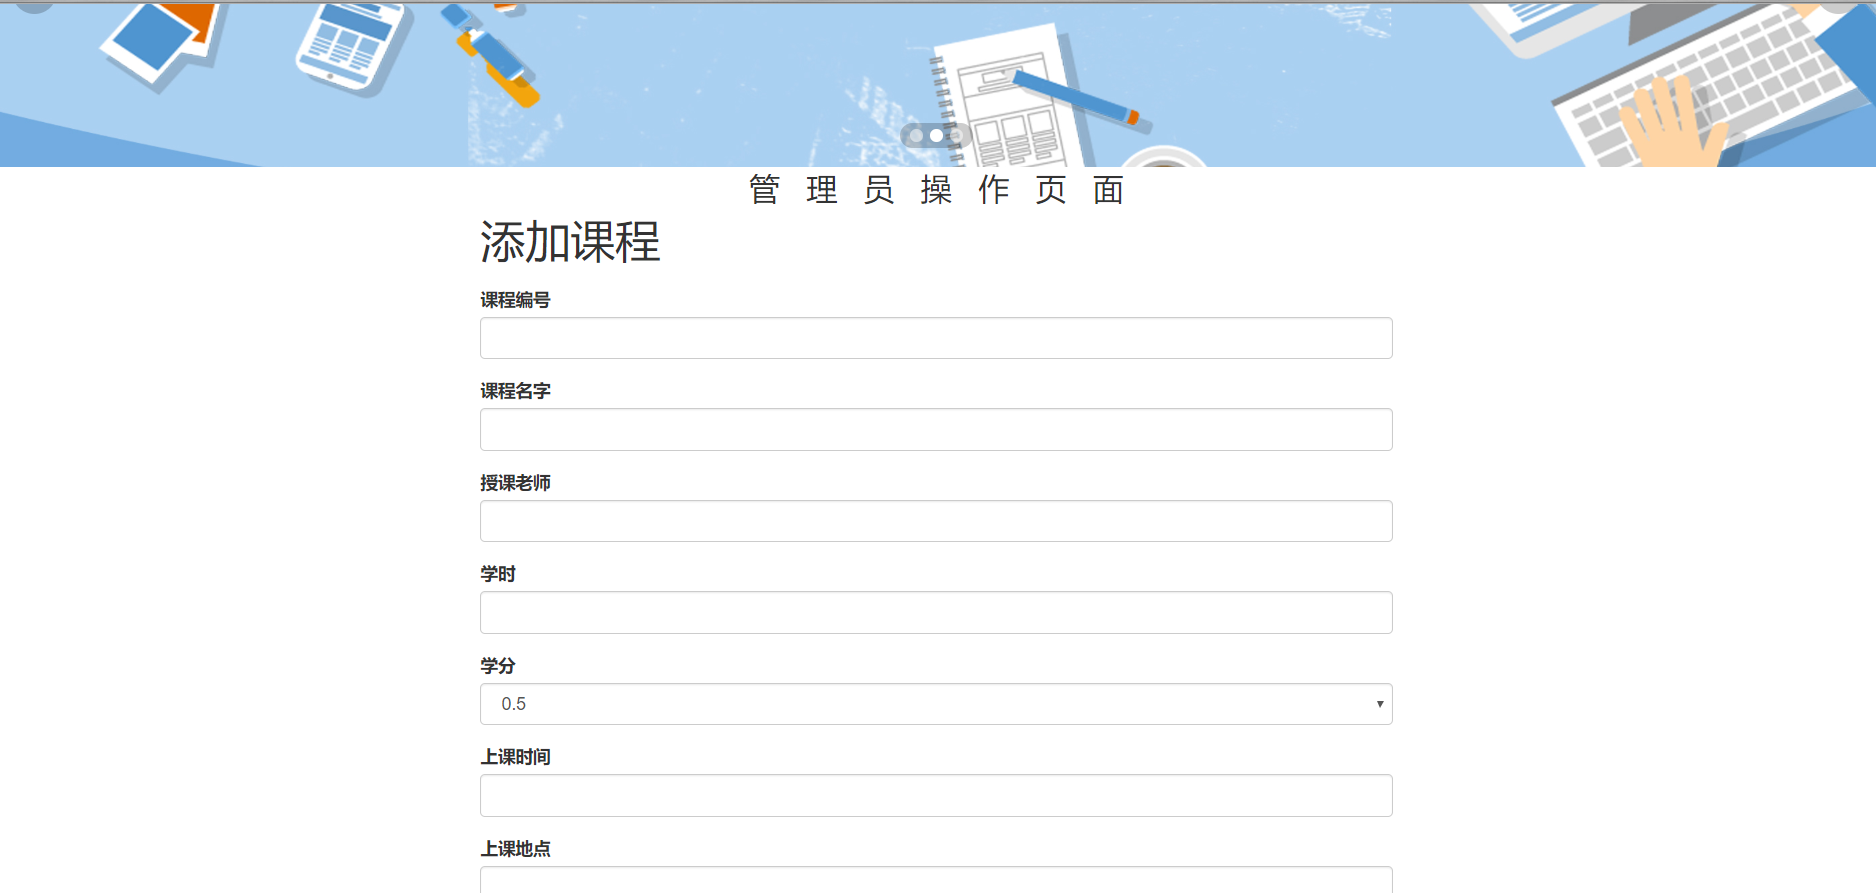 管 理 员 操 作 页 面
添加课程
课程编号
课程名字
授课老师
学时
学分
0.5
上课时间
上课地点